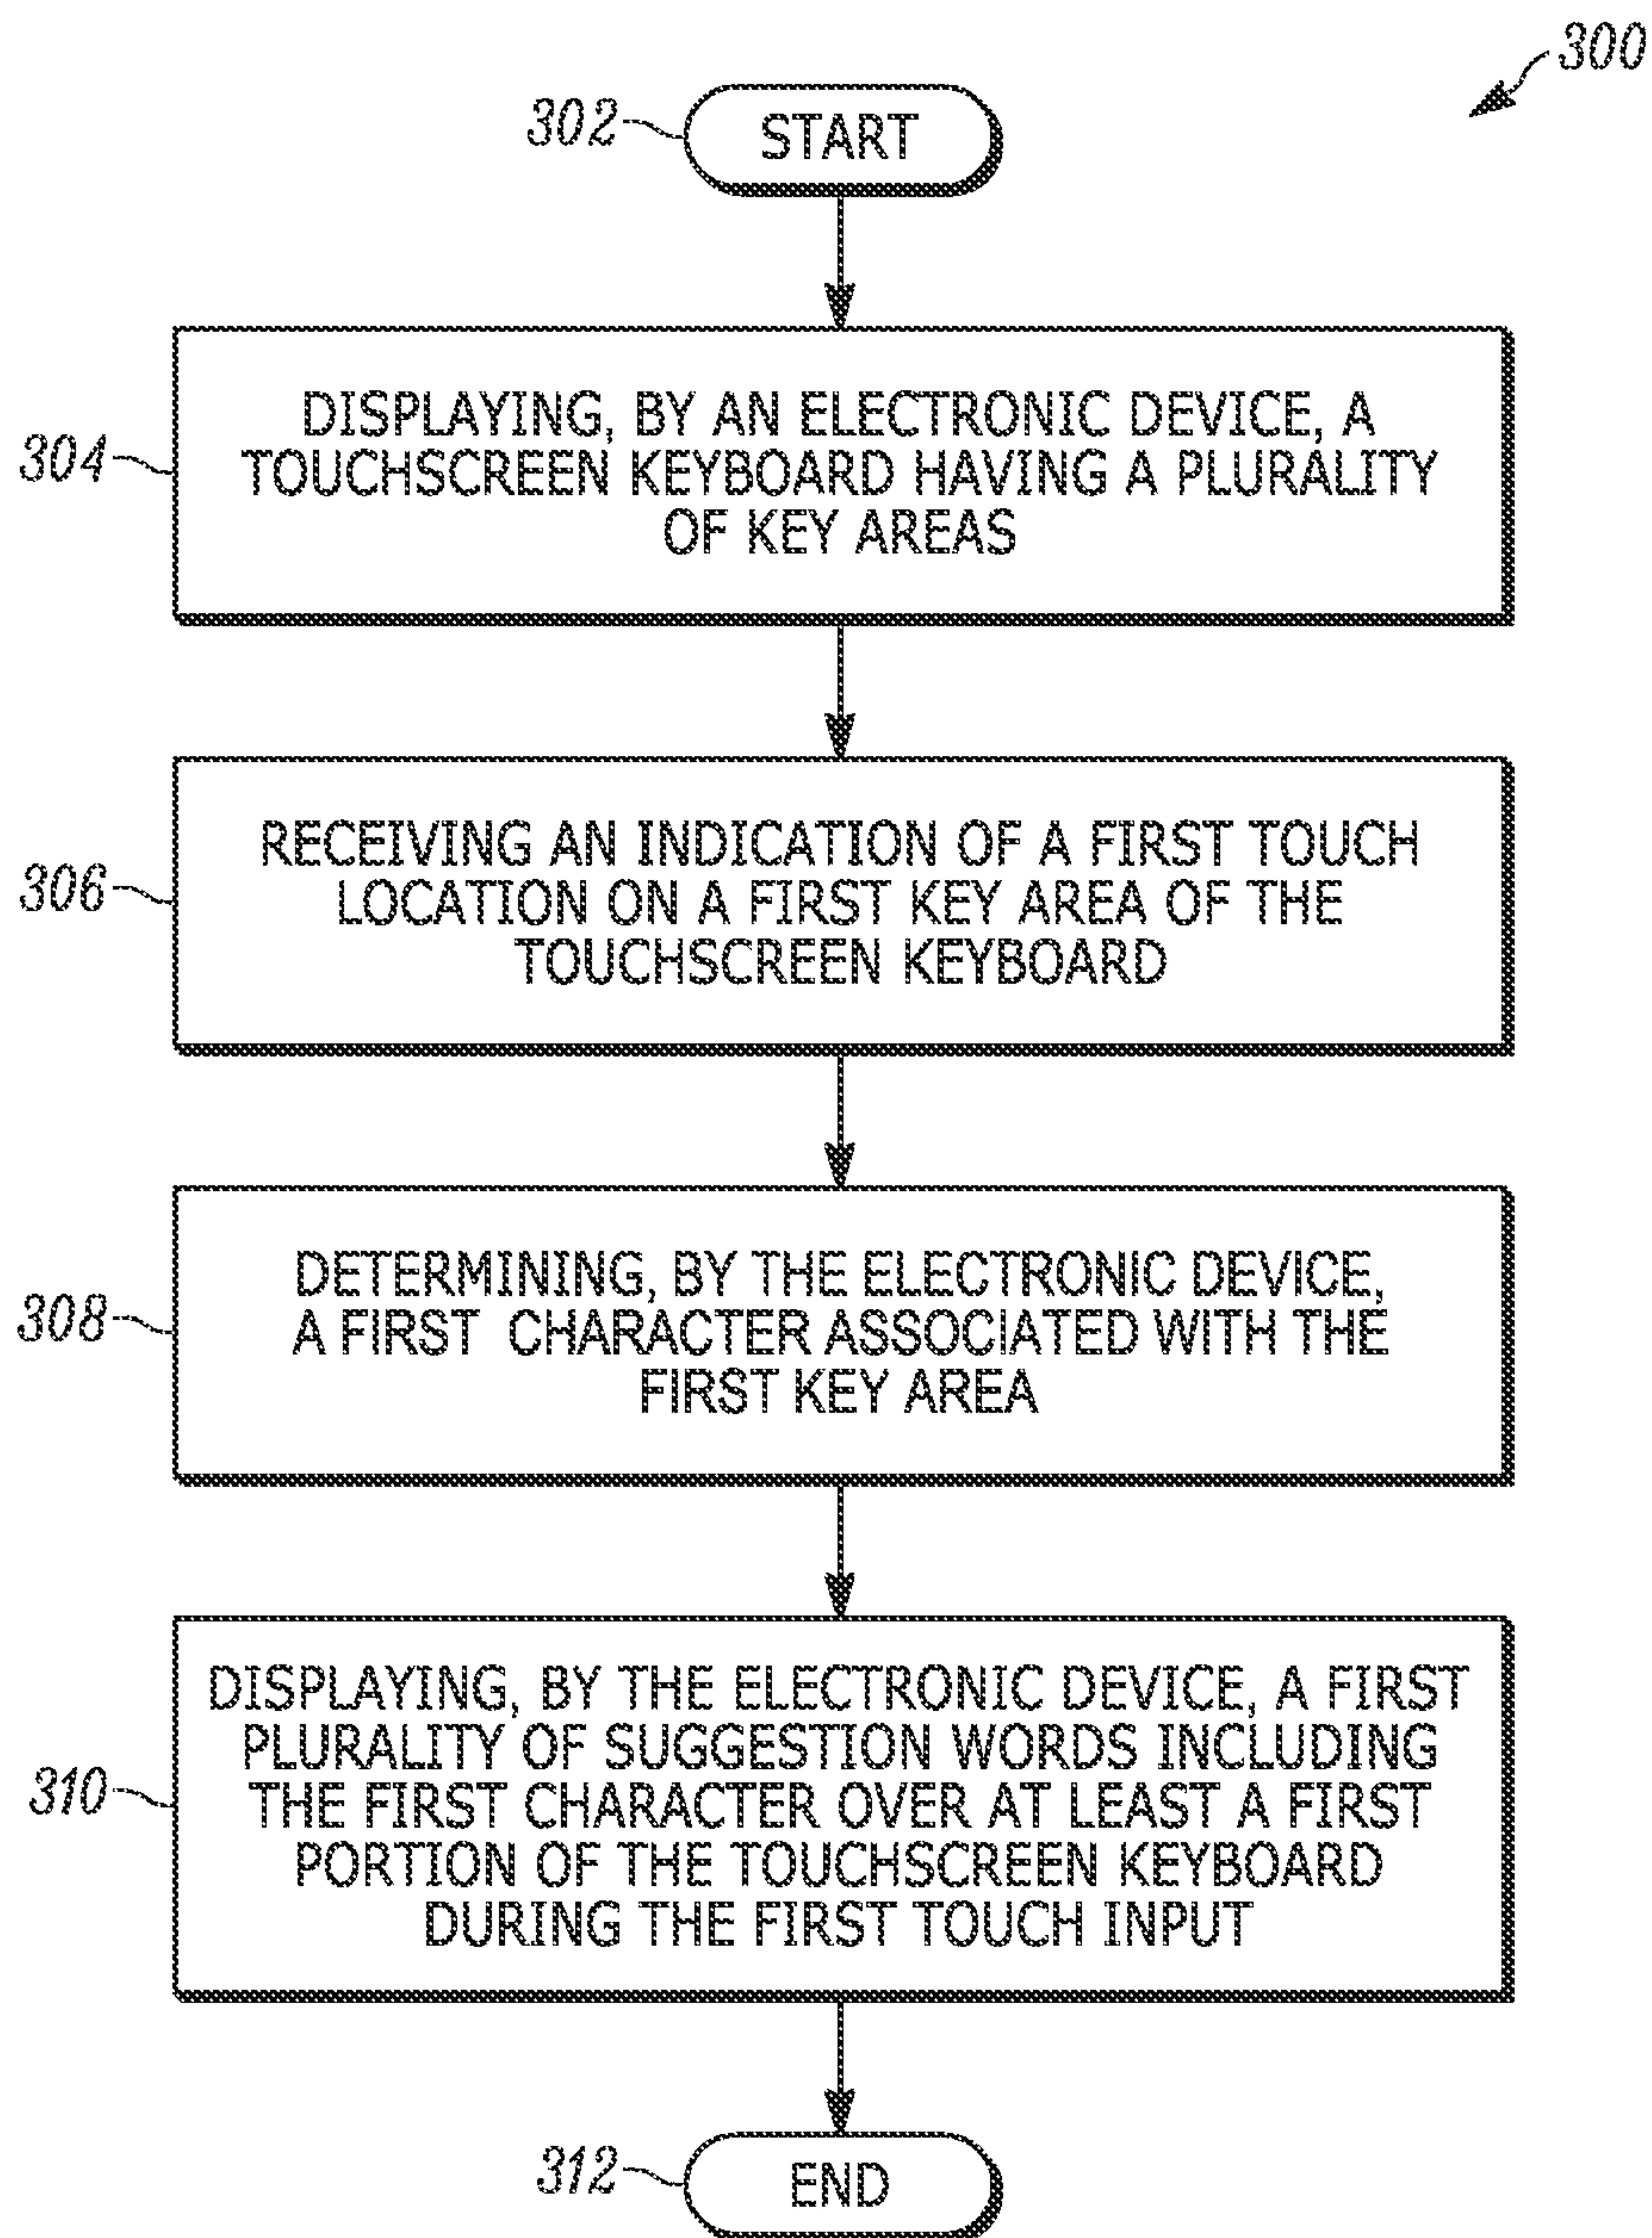 300
302
START
304
DISPLAYING, BY AN ELECTRONIC DEVICE, A
TOUCHSCREEN KEYBOARD HAVING A PLURALITY
OF KEY AREAS
306
RECEIVING AN INDICATION OF A FIRST TOUCH
LOCATION ON A FIRST KEY AREA OF THE
TOUCHSCREEN KEYBOARD
308
DETERMINING, BY THE ELECTRONIC DEVICE,
A FIRST CHARACTER ASSOCIATED WITH THE
FIRST KEY AREA
310
DISPLAYING, BY THE ELECTRONIC DEVICE, A FIRST
PLURALITY OF SUGGESTION WORDS INCLUDING
THE FIRST CHARACTER OVER AT LEAST A FIRST
PORTION OF THE TOUCHSCREEN KEYBOARD
DURING THE FIRST TOUCH INPUT
312
END